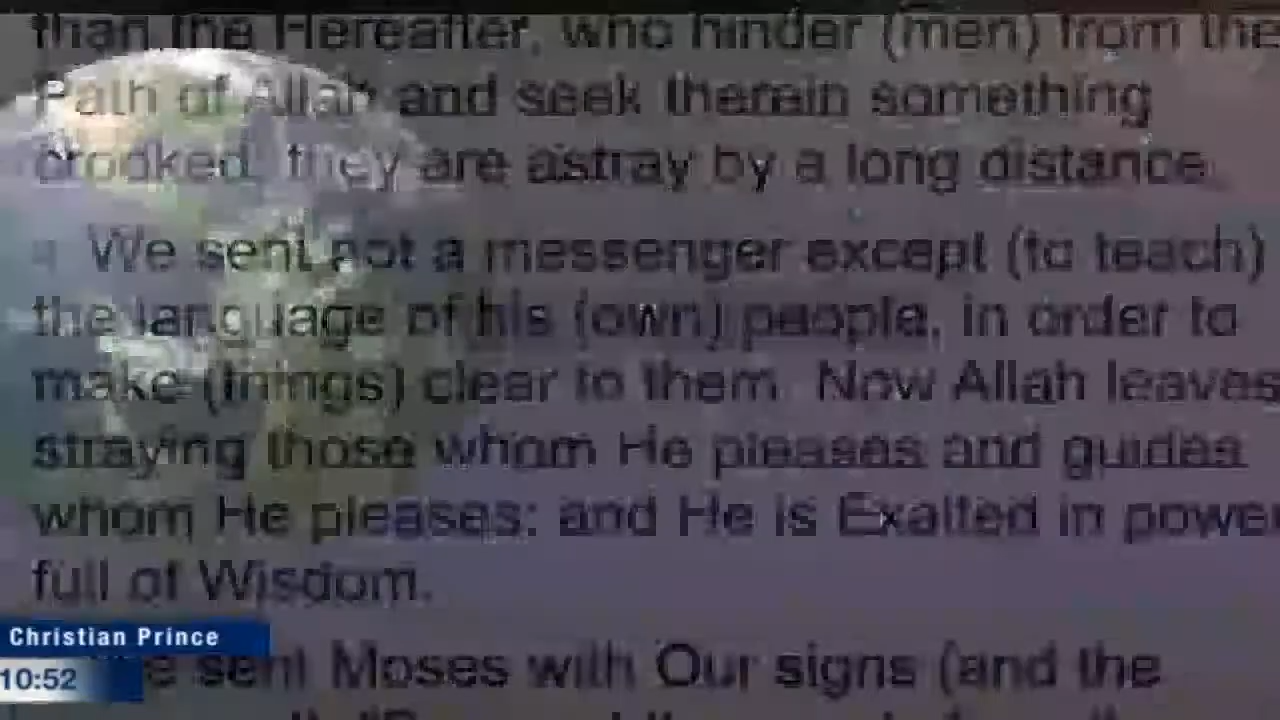 than the Hereafter, who hinder (men) from the
Path of Allah and seek therein something
crooked: they are astray by a long distance.
4. We sent not a messenger except (to teach)
the language of his (own) people, in order to
make (things) clear to them. Now Allah leaves
straying those whom He pleases and guides
whom He pleases: and He is Exalted in power
full of Wisdom.
Christian Prince
sent Moses with Our signs (and the
10:52